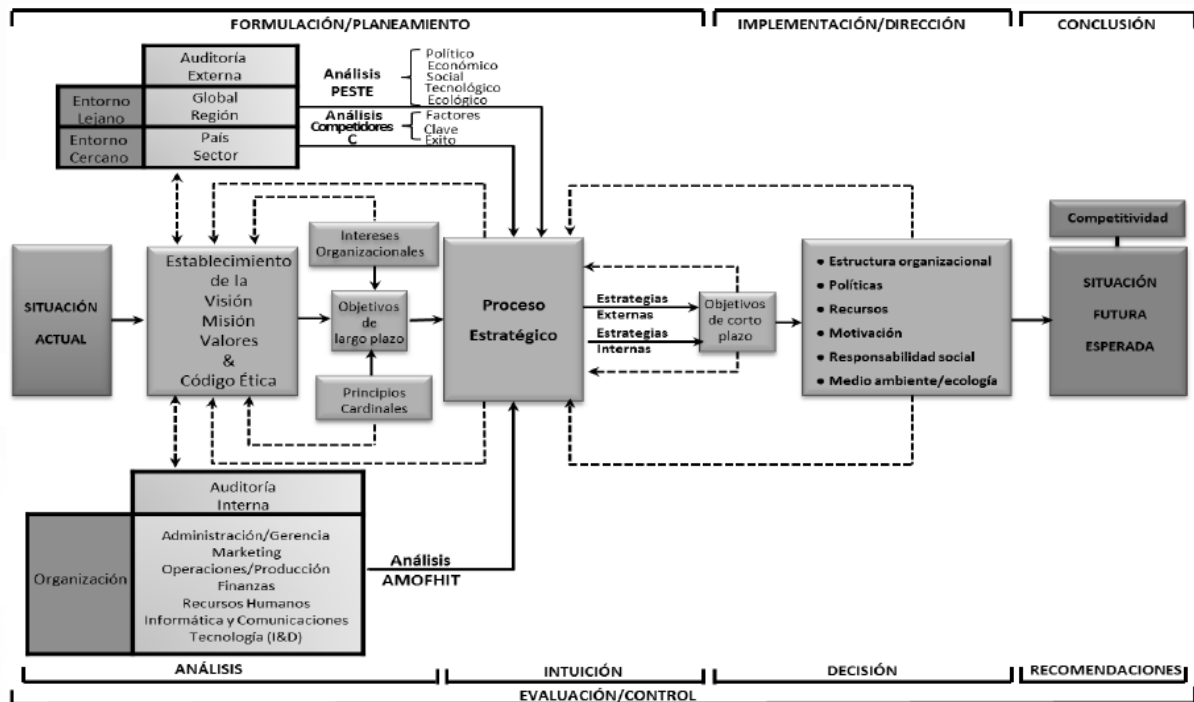 FORMULACIÓN/PLANEAMIENTO
IMPLEMENTACIÓN/DIRECCIÓN
CONCLUSIÓN
Auditoría
Externa
Entorno
Lejano
Global
Región
Entorno
Cercano
País
Sector
Análisis
PESTE
Político
Económico
Social
Tecnológico
Ecológico
Análisis
Competidores
C
Factores
Clave
Éxito
SITUACIÓN
ACTUAL
Establecimiento
de la
Visión
Misión
Valores
&
Código Ética
Intereses
Organizacionales
Objetivos de
largo plazo
Principios
Cardinales
Proceso
Estratégico
Estrategias
Externas
Estrategias
Internas
Objetivos
de corto
plazo
• Estructura organizacional
• Políticas
• Recursos
• Motivación
• Responsabilidad social
• Medio ambiente/ecología
Competitividad
SITUACIÓN
FUTURA
ESPERADA
Auditoría
Interna
Organización
Administración/Gerencia
Marketing
Operaciones/Producción
Finanzas
Recursos Humanos
Informática y Comunicaciones
Tecnología (I&D)
Análisis
AMOFHIT
ANÁLISIS
INTUICIÓN
DECISIÓN
RECOMENDACIONES
EVALUACIÓN/CONTROL